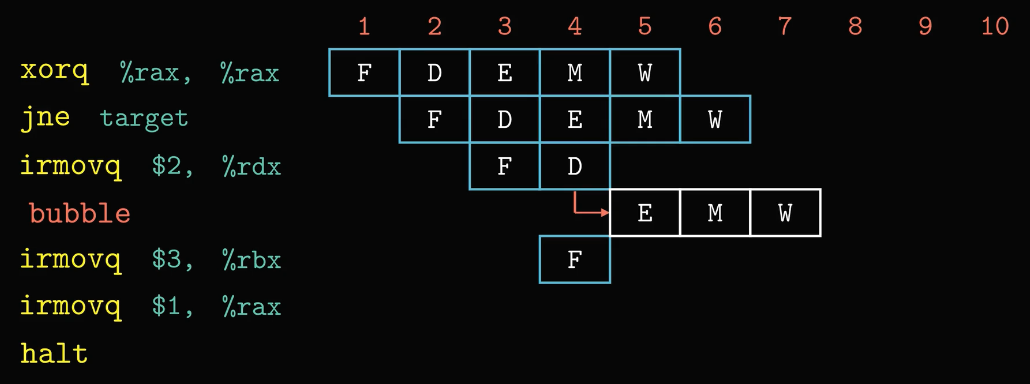 1 2 3 4 5 6 7 8 9 10
xorq %rax, %rax F D E M W
jne target F D E M W
irmovq $2, %rdx F D
bubble E M W
irmovq $3, %rbx F
irmovq $1, %rax
halt